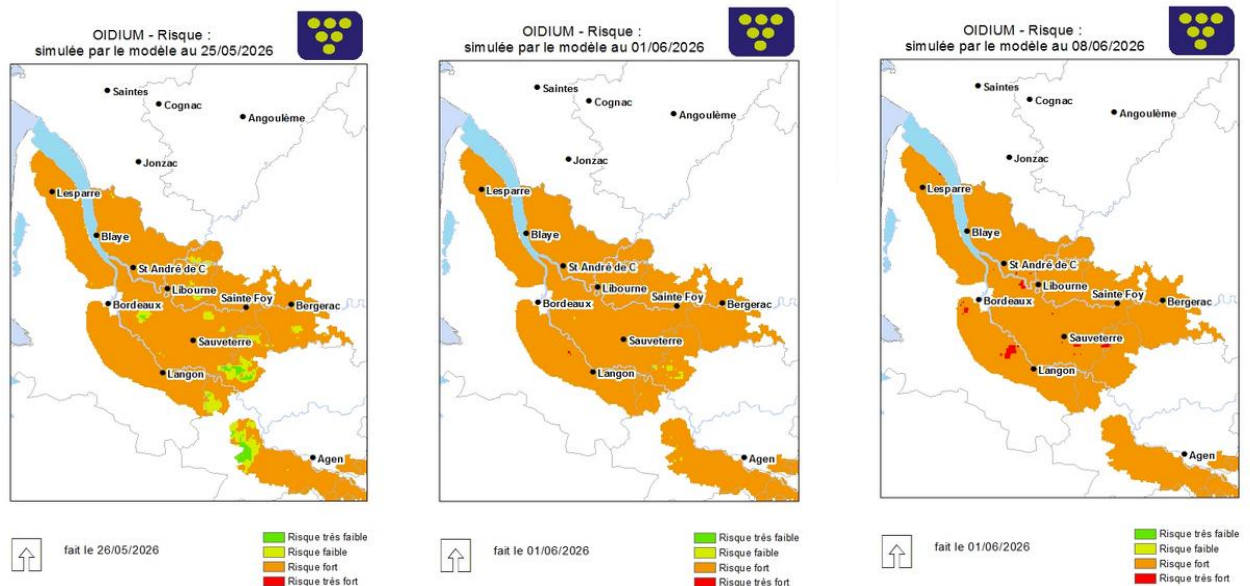 OIDIUM - Risque :
simulée par le modèle au 25/05/2026
Saintes
Cognac
Angoulême
Jonzac
Lesparre
Blaye
St André de C
Libourne
Sainte Foy
Bergerac
Bordeaux
Sauveterre
Langon
Agen
fait le 26/05/2026
Risque très faible
Risque faible
Risque fort
Risque très fort
OIDIUM - Risque :
simulée par le modèle au 01/06/2026
Saintes
Cognac
Angoulême
Jonzac
Lesparre
Blaye
St André de C
Libourne
Sainte Foy
Bergerac
Bordeaux
Sauveterre
Langon
Agen
fait le 01/06/2026
Risque très faible
Risque faible
Risque fort
Risque très fort
OIDIUM - Risque :
simulée par le modèle au 08/06/2026
Saintes
Cognac
Angoulême
Jonzac
Lesparre
Blaye
St André de C
Libourne
Sainte Foy
Bergerac
Bordeaux
Sauveterre
Langon
Agen
fait le 01/06/2026
Risque très faible
Risque faible
Risque fort
Risque très fort